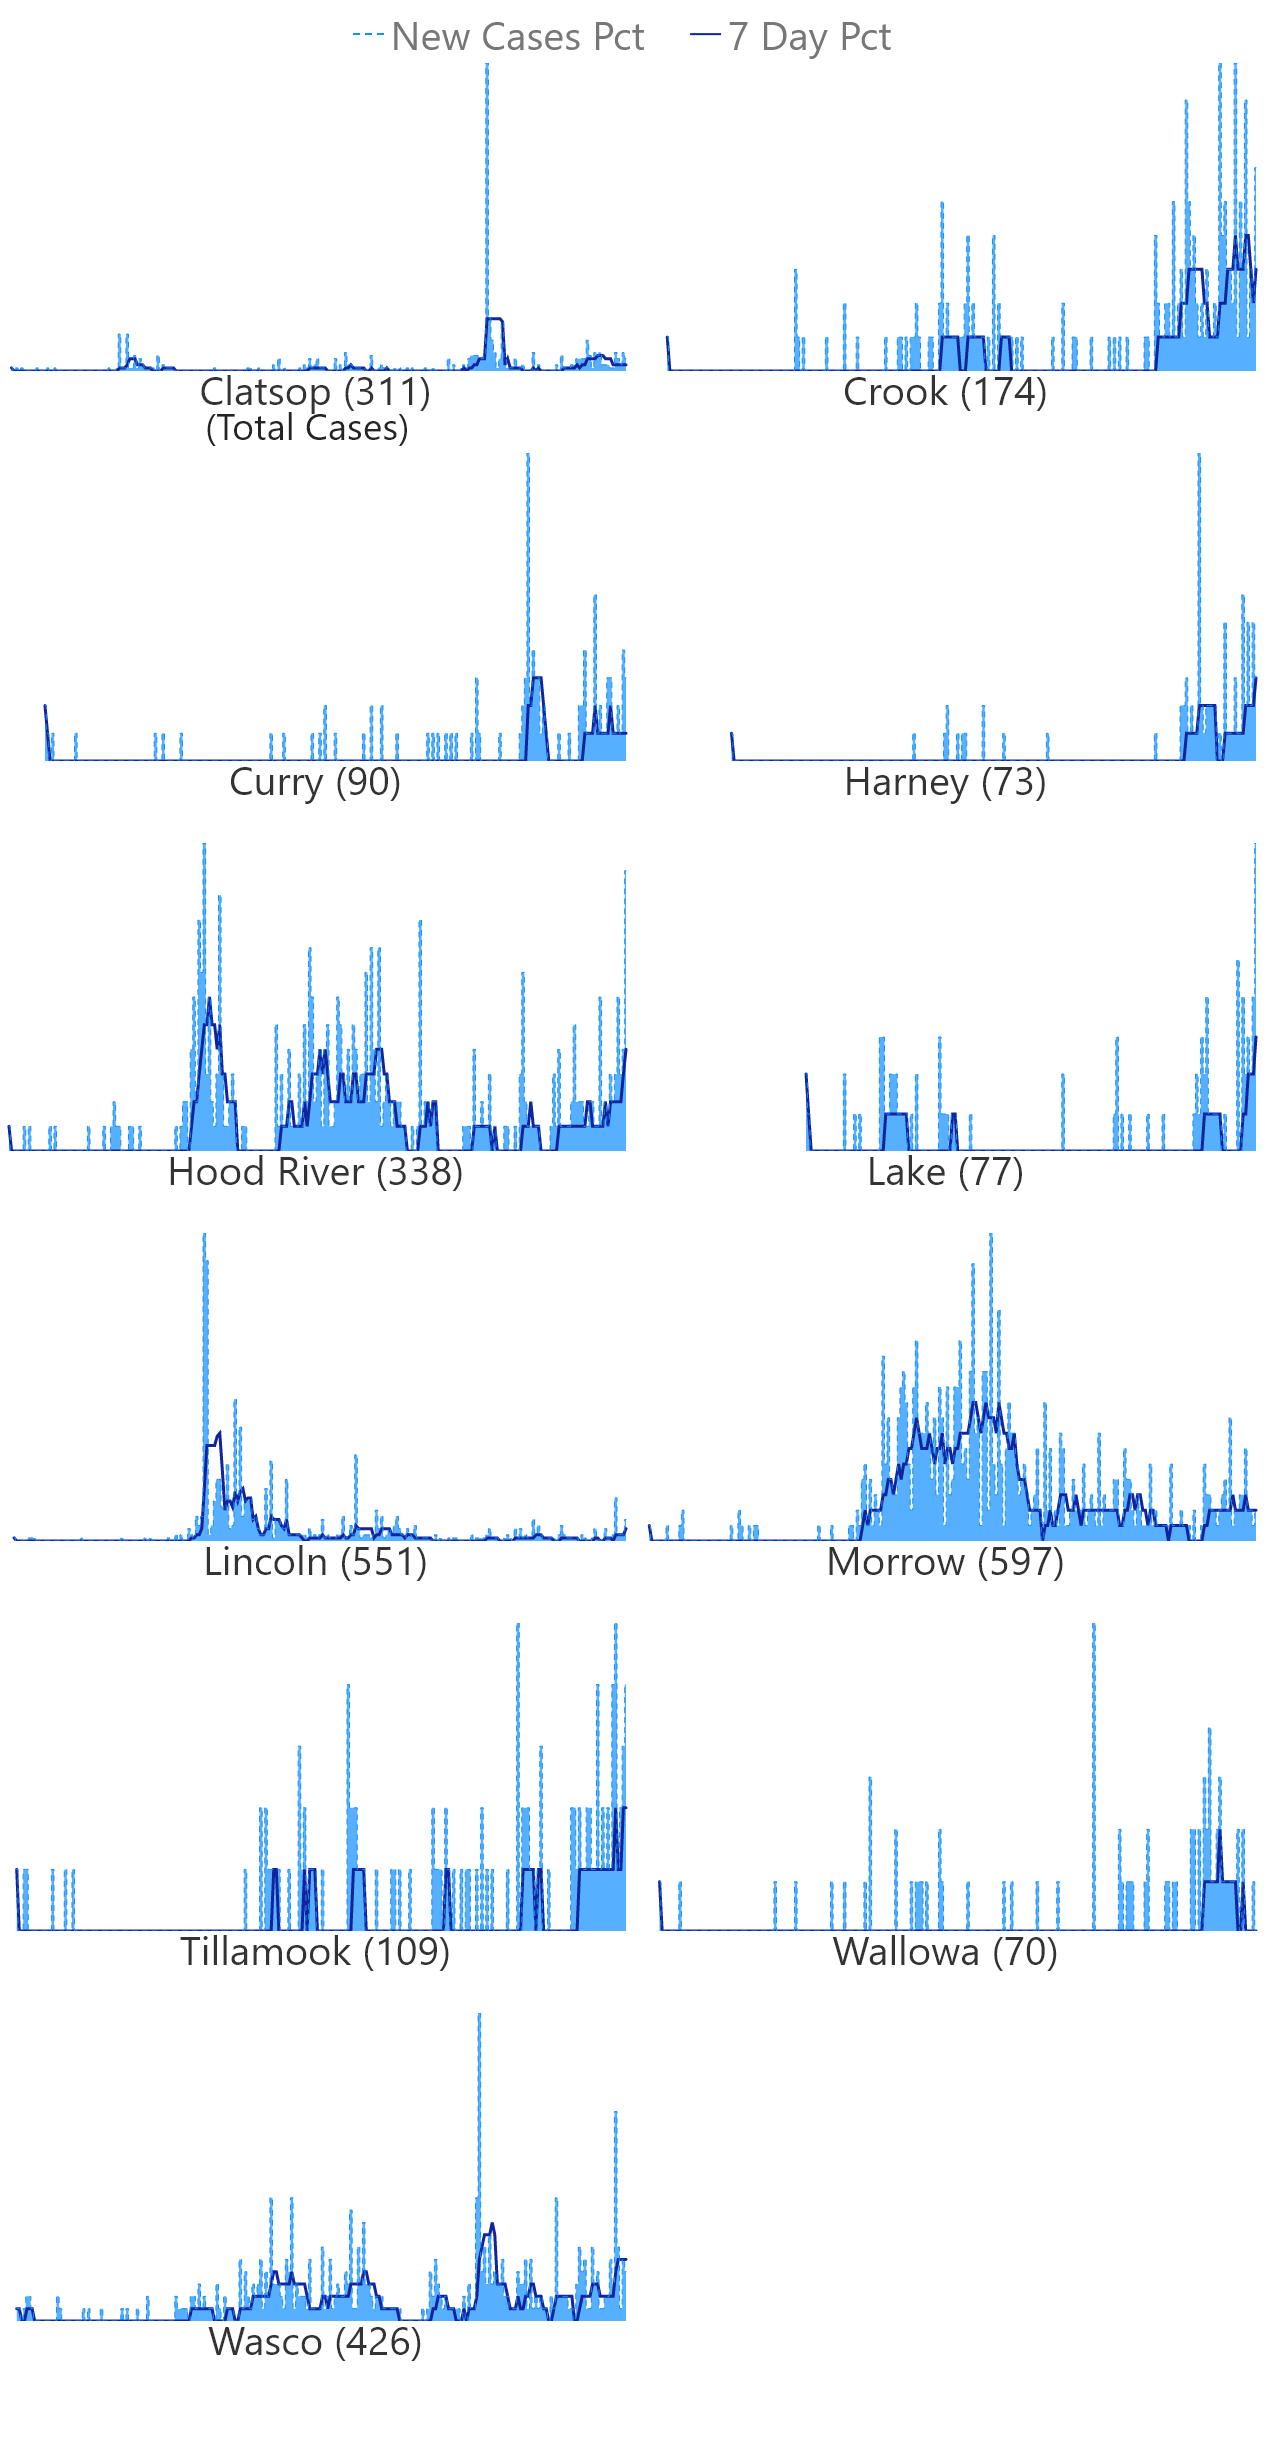 New Cases Pct 7 Day Pct
Clatsop (311) Crook (174)
(Total Cases)
Curry (90) Harney (73)
Hood River (338) Lake (77)
Lincoln (551) Morrow (597)
Tillamook (109) Wallowa (70)
Wasco (426)